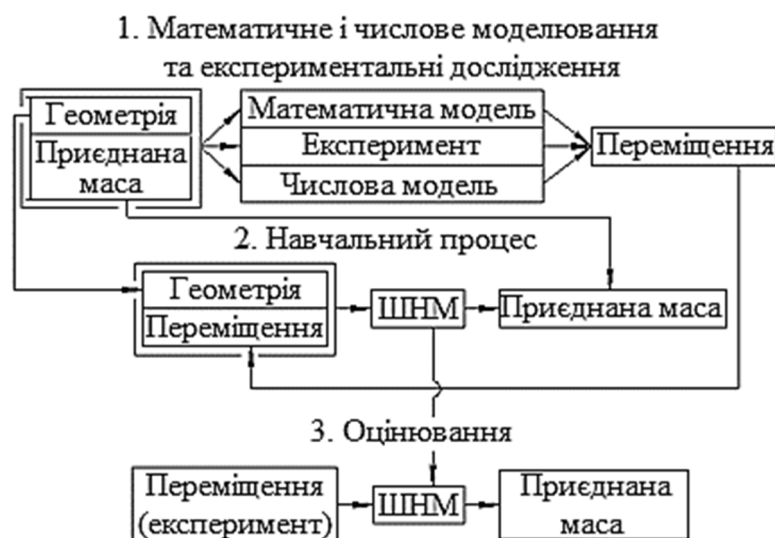 1. Математичне і числове моделювання
та експериментальні дослідження
Геометрія
Приєднана
маса
Математична модель
Експеримент
Числова модель
Переміщення
2. Навчальний процес
Геометрія
Переміщення
ШНМ
Приєднана маса
3. Оцінювання
Переміщення
(експеримент)
ШНМ
Приєднана
маса